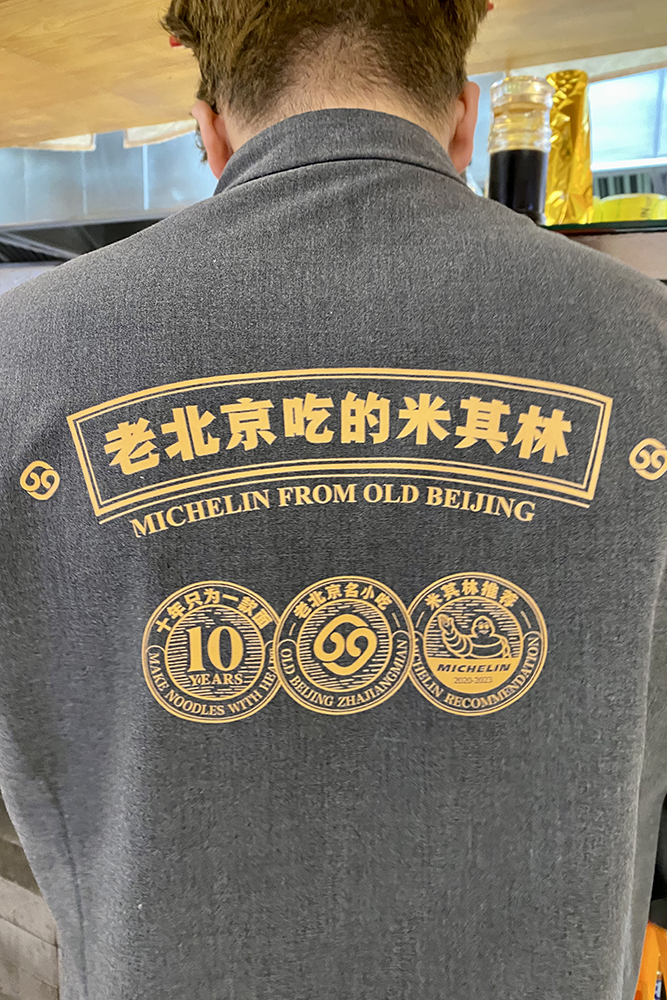 老北京吃的米其林
MICHELIN FROM OLD BEIJING
十年只为一款面
10
YEARS
MAKE NOODLES WITH
老北京名小吃
69
OLD BEIJING ZHAJIANGMIAN
米其林推荐
MICHELIN
2020-2023
RECOMMENDATION